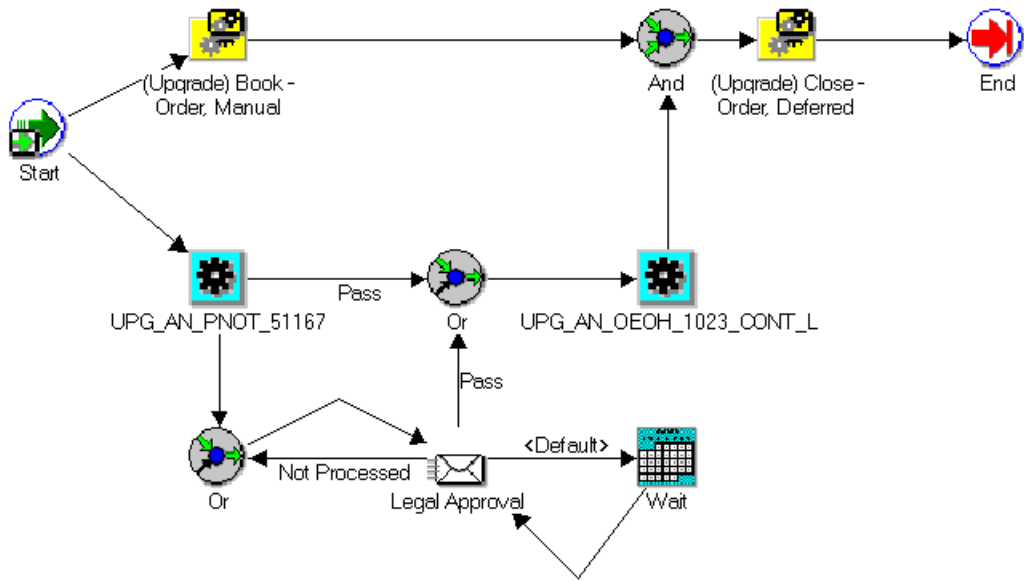 (Upgrade) Book -
Order, Manual
And
(Upgrade) Close -
Order, Deferred
End
Start
Pass
UPG_AN_PNOT_51167
Or
UPG_AN_OEOH_1023_CONT_L
Pass
<Default>
Not Processed
Or
Legal Approval
Wait